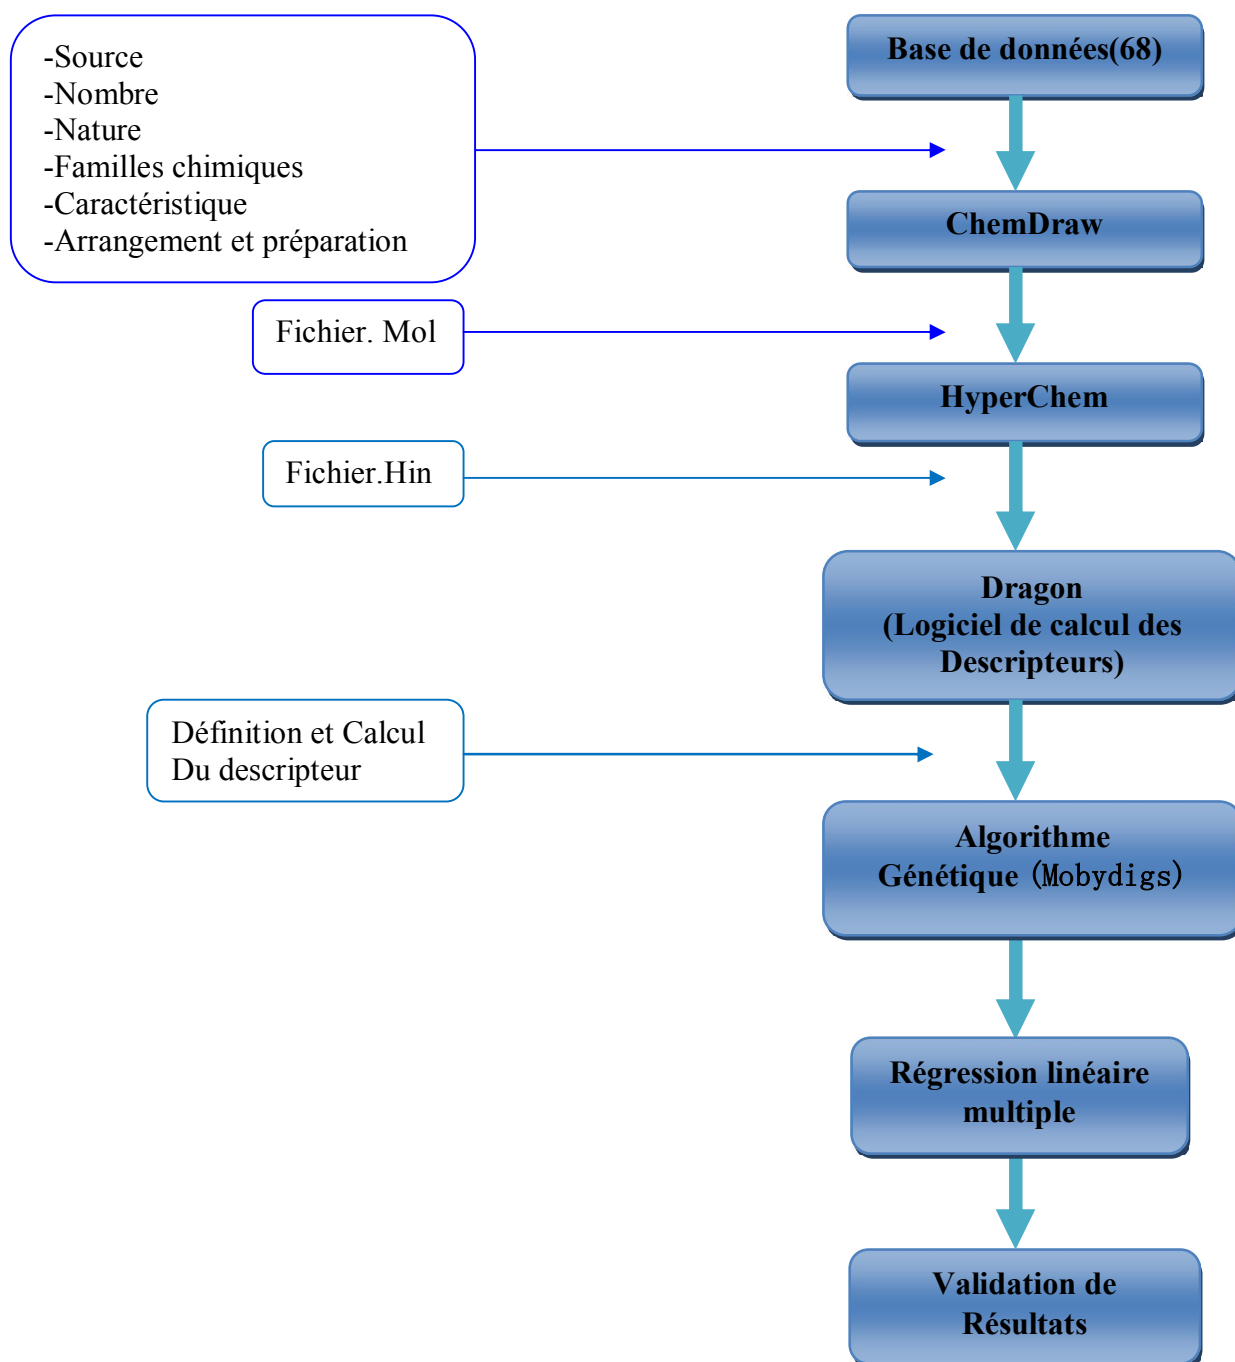 -Source
-Nombre
-Nature
-Familles chimiques
-Caractéristique
-Arrangement et préparation
Base de données(68)
ChemDraw
Fichier. Mol
HyperChem
Fichier.Hin
Dragon
(Logiciel de calcul des
Descripteurs)
Définition et Calcul
Du descripteur
Algorithme
Génétique (Mobydigs)
Régression linéaire
multiple
Validation de
Résultats